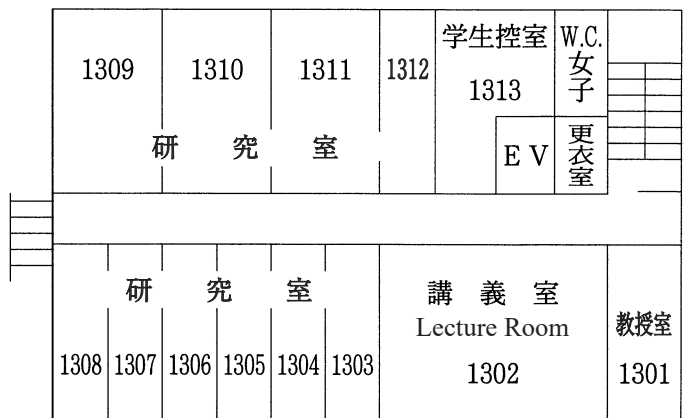 1309
1310
1311
1312
学生控室
1313
W.C.
女子
研究室
EV
更衣室
研究室
講義室
Lecture Room
1302
教授室
1301
1308
1307
1306
1305
1304
1303